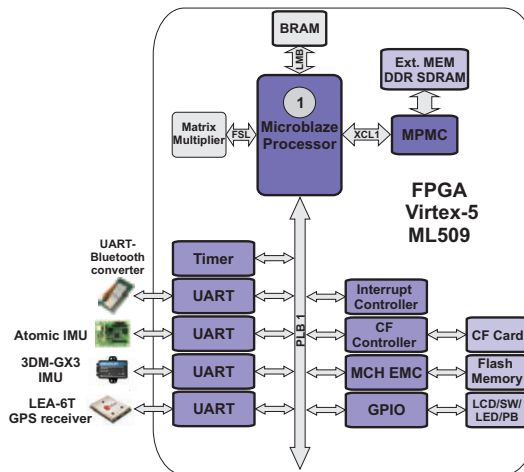 BRAM
LMB
Ext. MEM
DDR SDRAM
1
Microblaze
Processor
Matrix
Multiplier
FSL
XCL1
MPMC
FPGA
Virtex-5
ML509
UART-
Bluetooth
converter
Timer
UART
Interrupt
Controller
PLB 1
Atomic IMU
UART
CF
Controller
CF Card
3DM-GX3
IMU
UART
MCH EMC
Flash
Memory
LEA-6T
GPS receiver
UART
GPIO
LCD/SW/
LED/PB